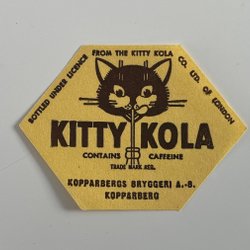 BOTTLED UNDER LICENCE FROM THE KITTY KOLA CO. LTD. OF LONDON
KITTY KOLA
CONTAINS CAFFEINE
TRADE MARK REG.
KOPPARBERGS BRYGGERI A.-B.
KOPPARBERG